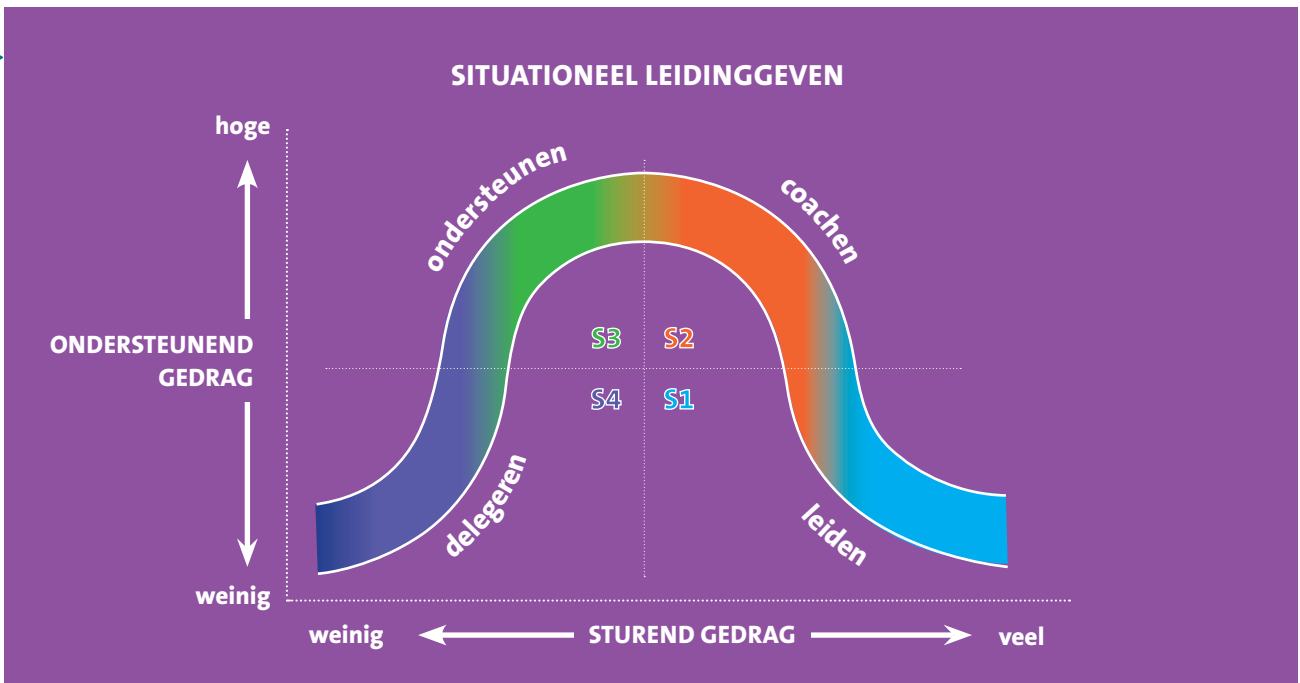 SITUATIONEEL LEIDINGGEVEN
hoge
ondersteunen
coachen
S3
S2
ONDERSTEUNEND
GEDRAG
S4
S1
delegeren
leiden
weinig
weinig
STUREND GEDRAG
veel